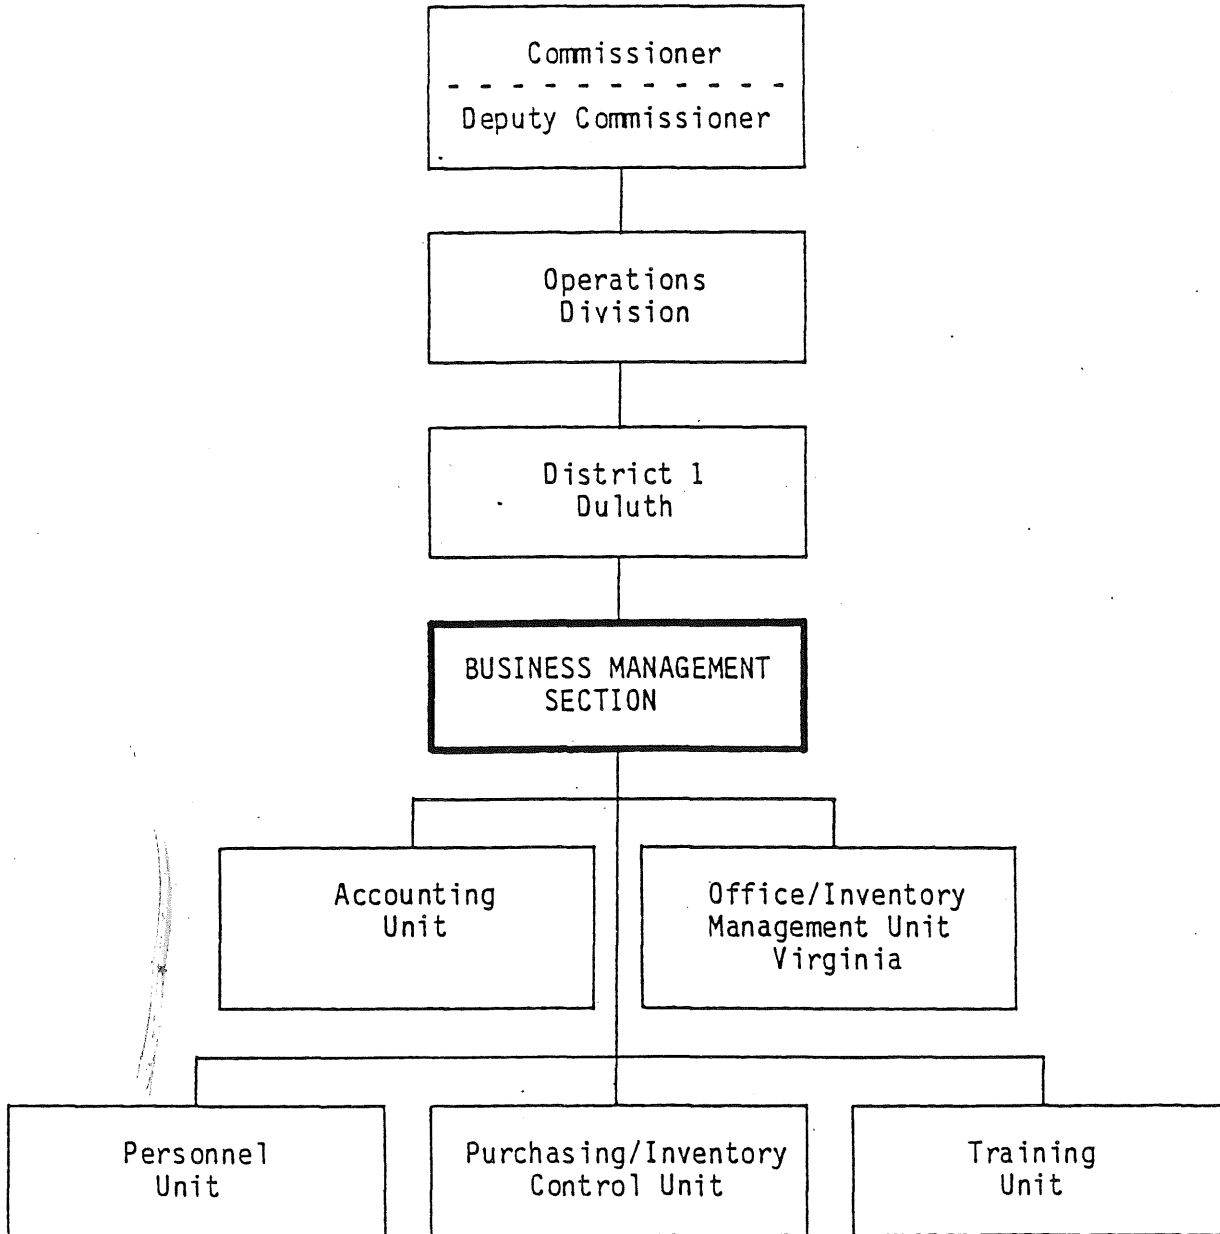 Commissioner
Deputy Commissioner
Operations
Division
District 1
Duluth
BUSINESS MANAGEMENT
SECTION
Accounting
Unit
Office/Inventory
Management Unit
Virginia
Personnel
Unit
Purchasing/Inventory
Control Unit
Training
Unit